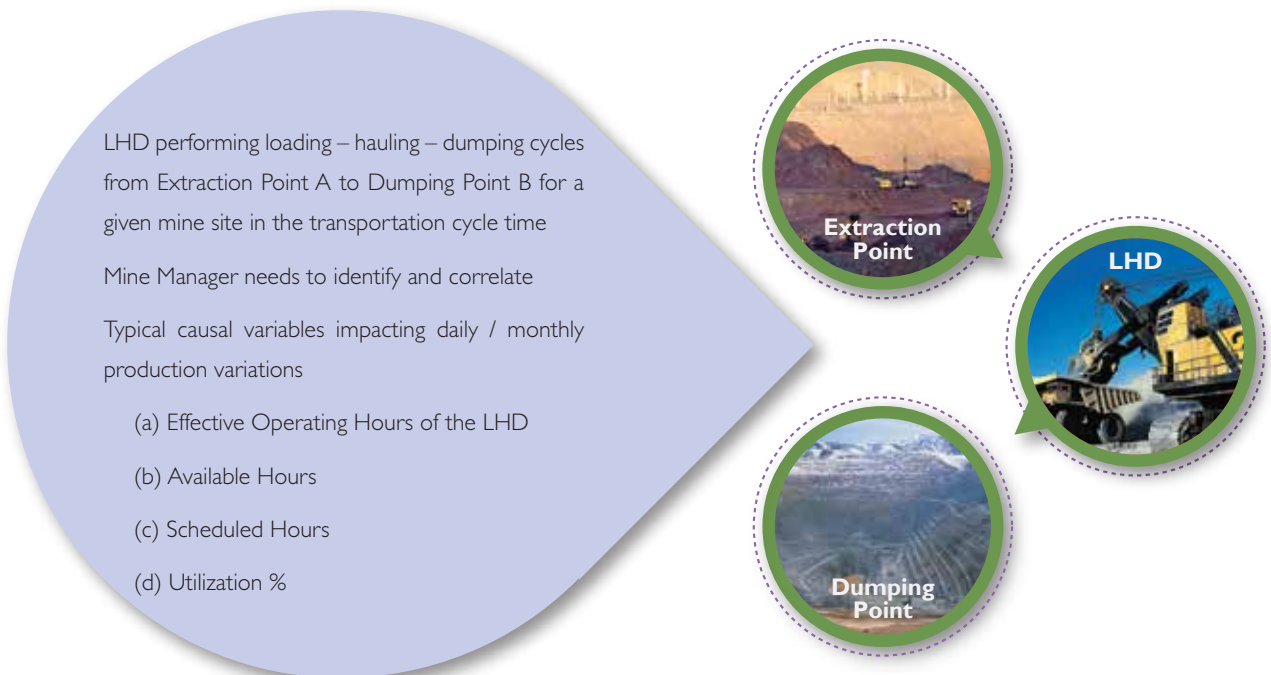 LHD performing loading – hauling – dumping cycles
from Extraction Point A to Dumping Point B for a
given mine site in the transportation cycle time
Mine Manager needs to identify and correlate
Typical causal variables impacting daily / monthly
production variations
(a) Effective Operating Hours of the LHD
(b) Available Hours
(c) Scheduled Hours
(d) Utilization %
Extraction
Point
LHD
Dumping
Point